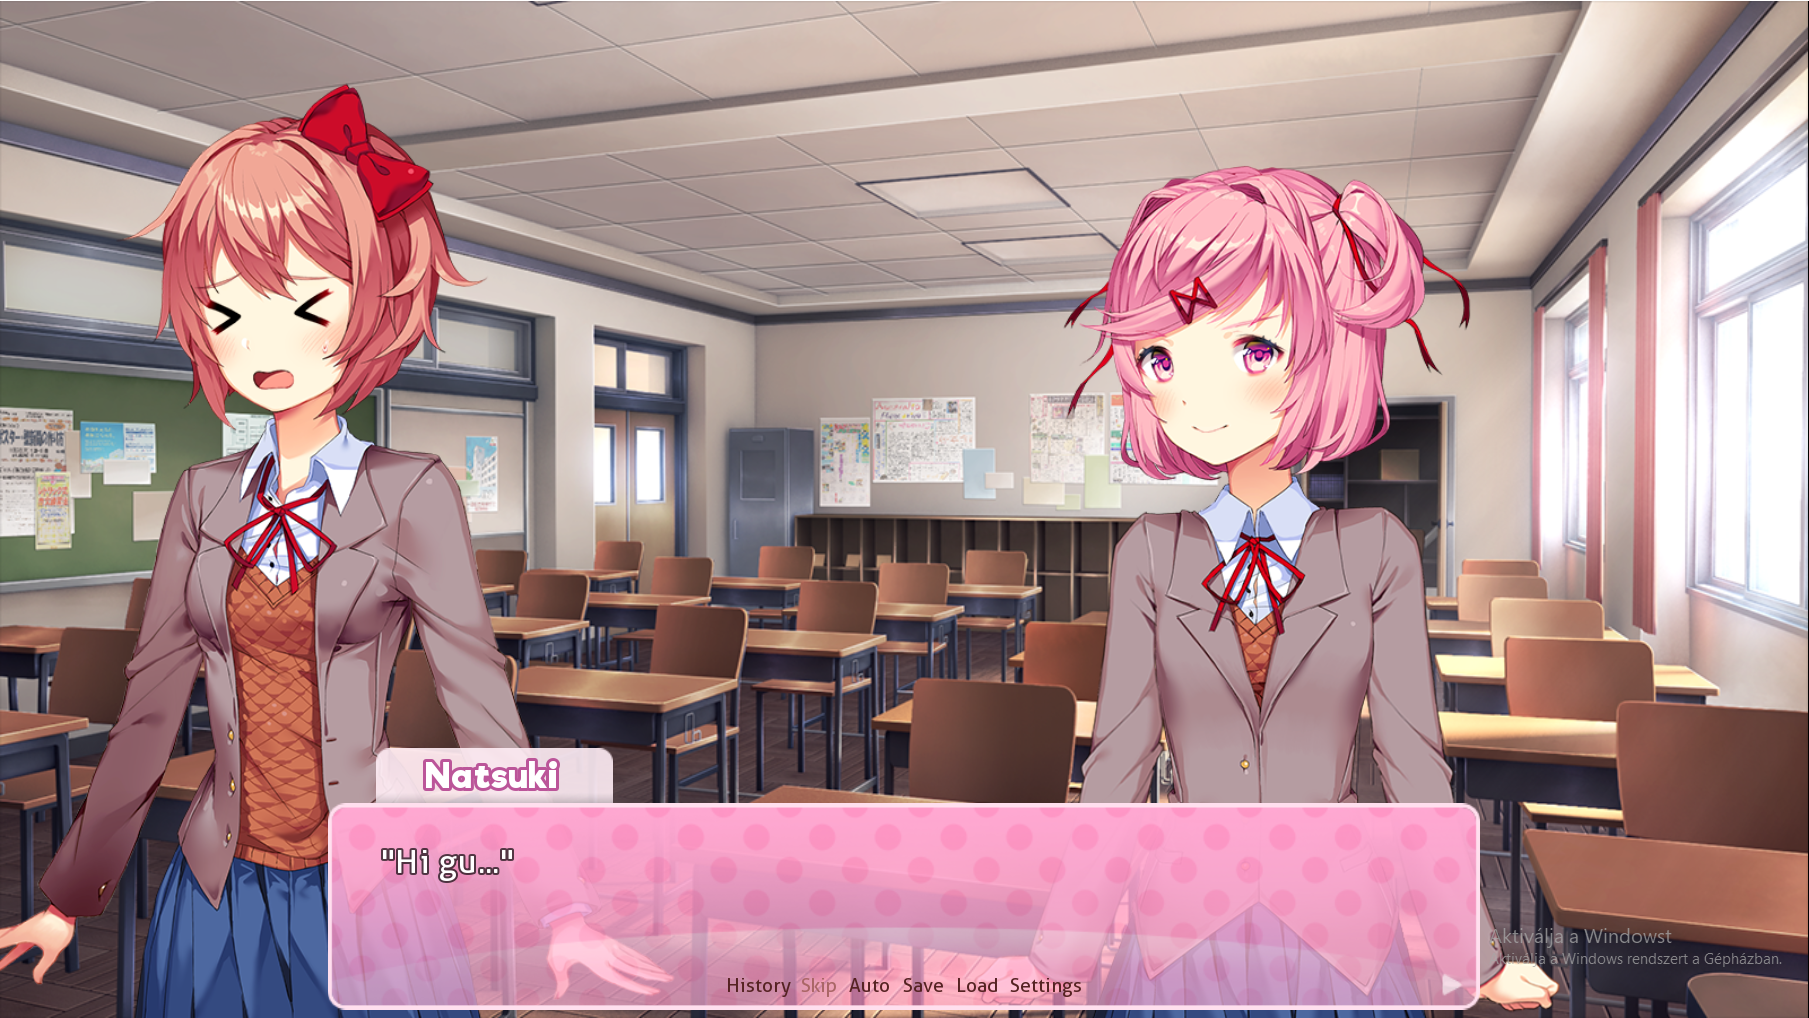 Natsuki
"Hi gu..."
History Skip Auto Save Load Settings
Aktiválja a Windowst
Aktiválja a Windows rendszert a Gépházban.